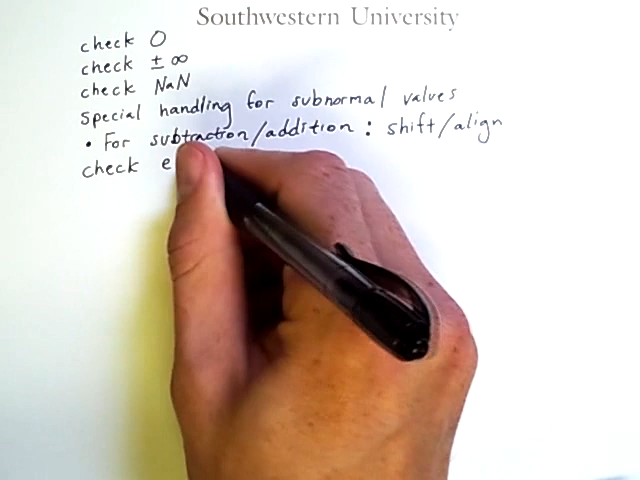 Southwestern University
check 0
check ± ∞
check NaN
Special handling for subnormal values
• For subtraction/addition : shift/align
check e